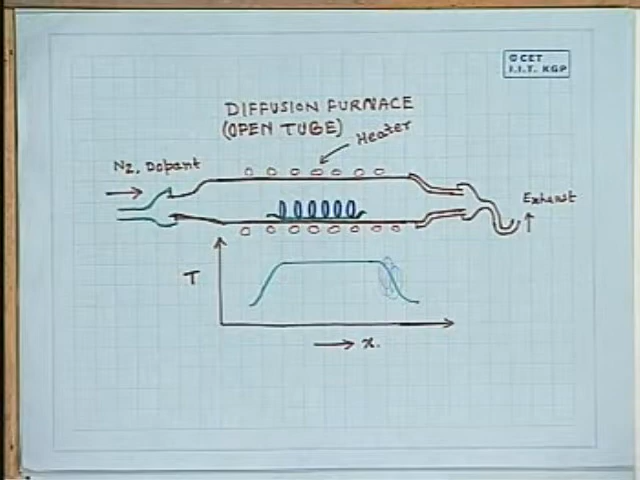 © CET
I.I.T. KGP
DIFFUSION FURNACE
(OPEN TUBE)
Heater
N2, Dopant
Exhaust
T
x.